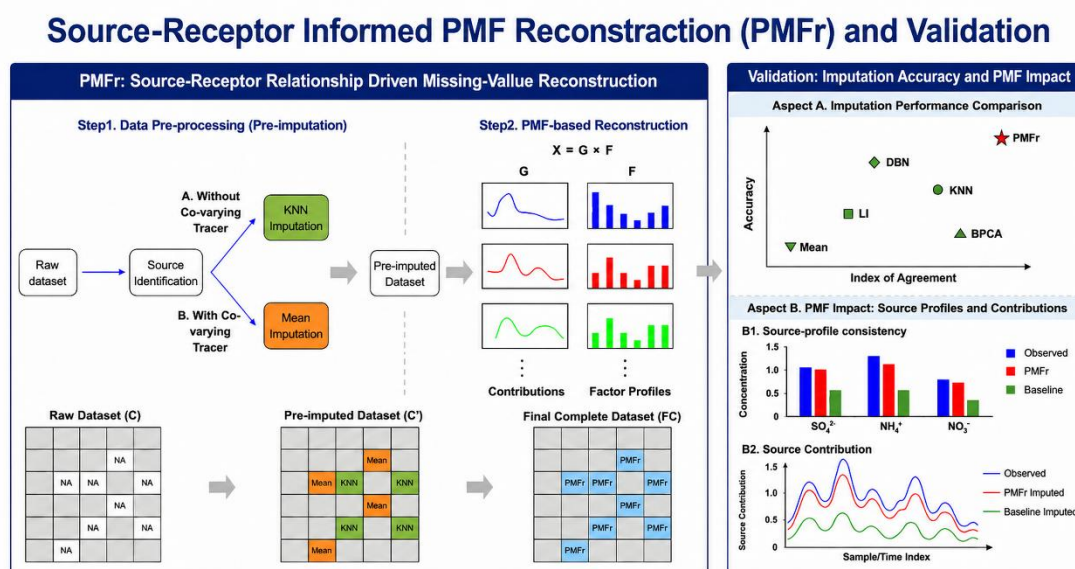 Source-Receptor Informed PMF Reconstruction (PMFr) and Validation
PMFr: Source-Receptor Relationship Driven Missing-Vallue Reconstruction
Step1. Data Pre-processing (Pre-imputation)
Raw
dataset
Source
Identification
A. Without
Co-varying
Tracer
KNN
Imputation
B. With Co-
varying
Tracer
Mean
Imputation
Pre-imputed
Dataset
Step2. PMF-based Reconstruction
X = G × F
G
F
Contributions
Factor Profiles
Raw Dataset (C)
NA
NA NA NA
NA
NA NA
NA
Pre-imputed Dataset (C')
Mean
Mean KNN KNN
Mean
KNN KNN
Mean
Final Complete Dataset (FC)
PMFr
PMFr PMFr PMFr
PMFr
PMFr PMFr
PMFr
Validation: Imputation Accuracy and PMF Impact
Aspect A. Imputation Performance Comparison
Accuracy
PMFr
DBN
KNN
LI
BPCA
Mean
Index of Agreement
Aspect B. PMF Impact: Source Profiles and Contributions
B1. Source-profile consistency
Concentration
1.5
1.0
0.5
0
SO₄²⁻ NH₄⁺ NO₃⁻
Observed
PMFr
Baseline
B2. Source Contribution
Source Contribution
1.5
1.0
0.5
0
Sample/Time Index
Observed
PMFr Imputed
Baseline Imputed